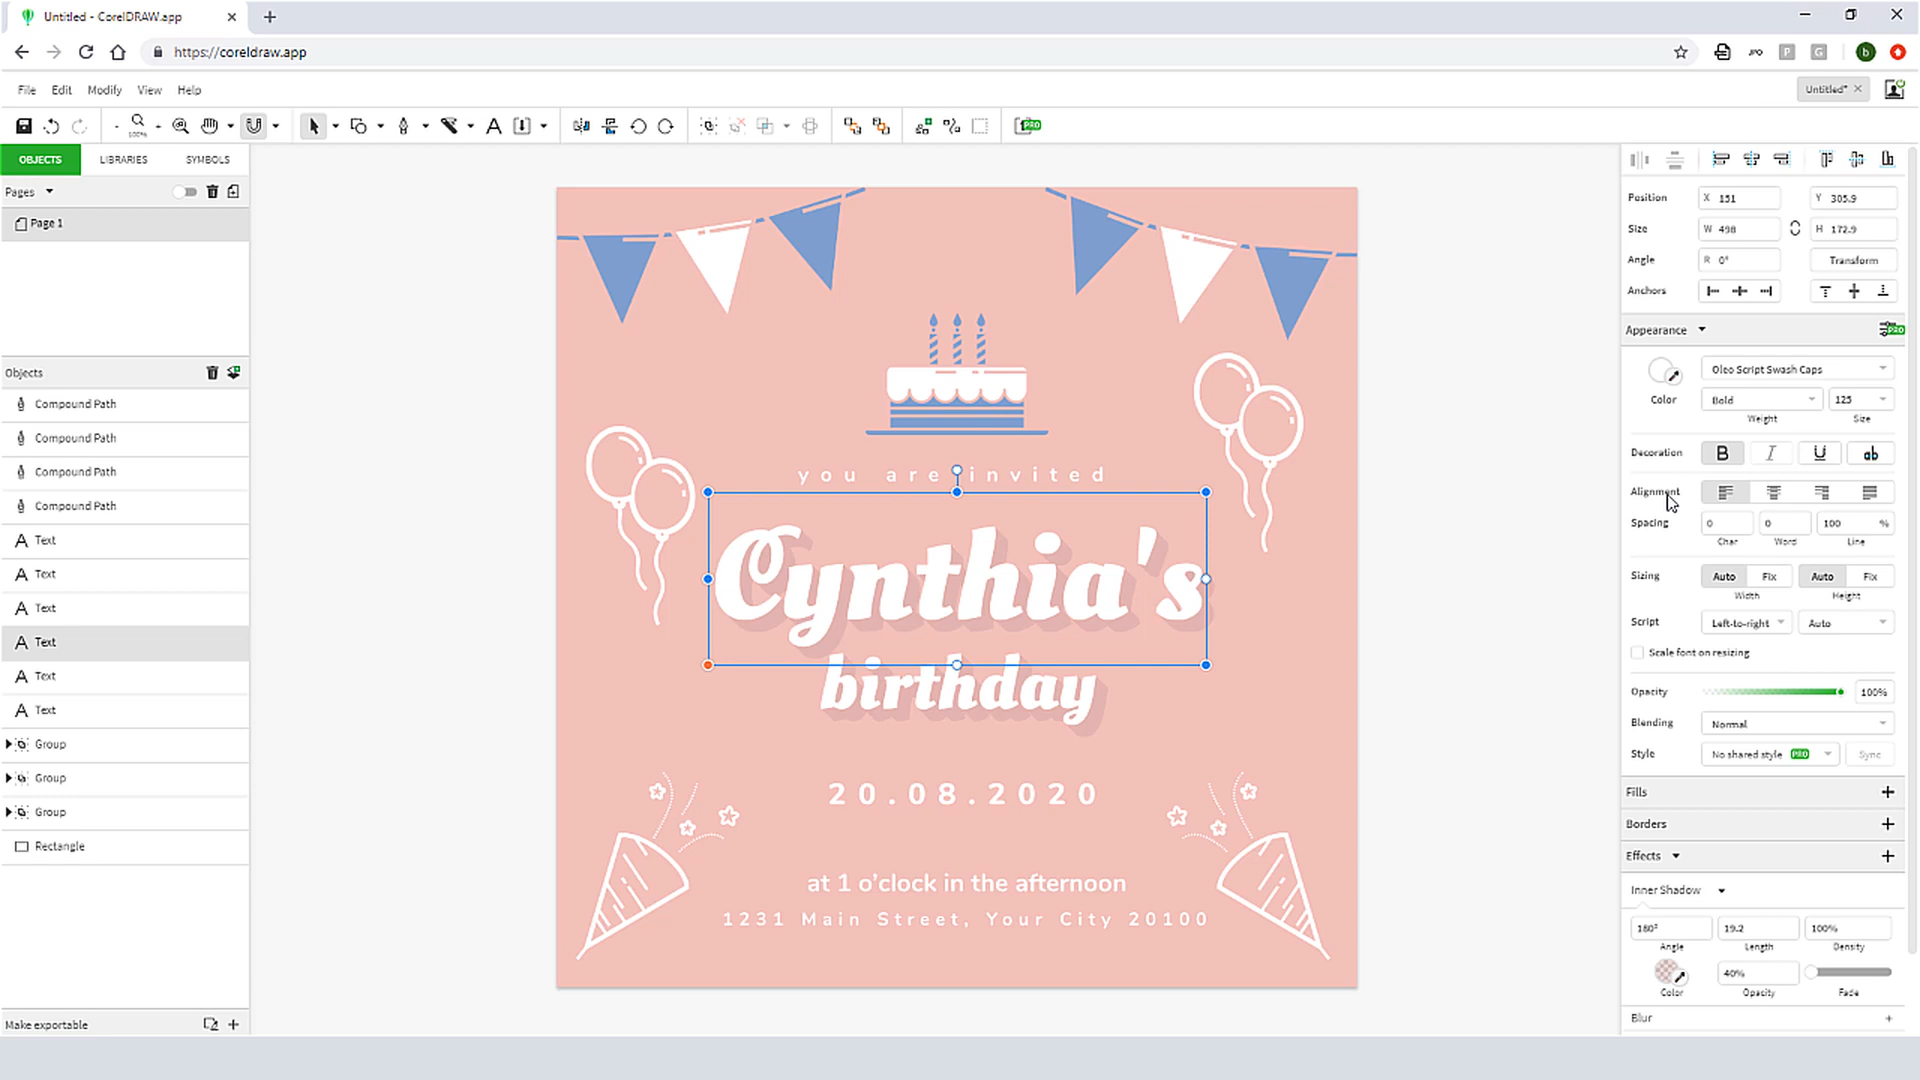 Untitled - CorelDRAW.app
https://coreldraw.app
File Edit Modify View Help
Untitled*
100%
PRO
OBJECTS LIBRARIES SYMBOLS
Pages
Page 1
Objects
Compound Path
Compound Path
Compound Path
Compound Path
Text
Text
Text
Text
Text
Text
Group
Group
Group
Rectangle
Make exportable
you are invited
Cynthia's
birthday
20.08.2020
at 1 o'clock in the afternoon
1231 Main Street, Your City 20100
Position X 151 Y 305.9
Size W 498 H 172.9
Angle R 0° Transform
Anchors
Appearance PRO
Oleo Script Swash Caps
Color Bold 125
Weight Size
Decoration B I U ab
Alignment
Spacing 0 0 100 %
Char Word Line
Sizing Auto Fix Auto Fix
Width Height
Script Left-to-right Auto
Scale font on resizing
Opacity 100%
Blending Normal
Style No shared style PRO Sync
Fills
Borders
Effects
Inner Shadow
180° 19.2 100%
Angle Length Density
40%
Color Opacity Fade
Blur